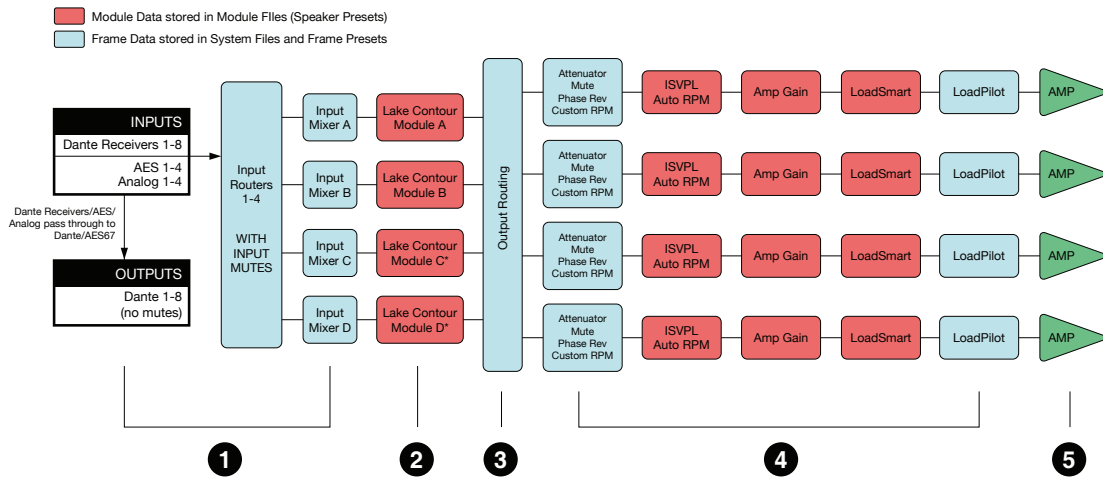 Module Data stored in Module FIles (Speaker Presets)
Frame Data stored in System Files and Frame Presets
INPUTS
Dante Receivers 1-8
AES 1-4
Analog 1-4
Dante Receivers/AES/
Analog pass through to
Dante/AES67
OUTPUTS
Dante 1-8
(no mutes)
Input
Routers
1-4
WITH
INPUT
MUTES
Input
Mixer A
Lake Contour
Module A
Input
Mixer B
Lake Contour
Module B
Input
Mixer C
Lake Contour
Module C*
Input
Mixer D
Lake Contour
Module D*
Output Routing
Attenuator
Mute
Phase Rev
Custom RPM
ISVPL
Auto RPM
Amp Gain
LoadSmart
LoadPilot
AMP
Attenuator
Mute
Phase Rev
Custom RPM
ISVPL
Auto RPM
Amp Gain
LoadSmart
LoadPilot
AMP
Attenuator
Mute
Phase Rev
Custom RPM
ISVPL
Auto RPM
Amp Gain
LoadSmart
LoadPilot
AMP
Attenuator
Mute
Phase Rev
Custom RPM
ISVPL
Auto RPM
Amp Gain
LoadSmart
LoadPilot
AMP
1
2
3
4
5